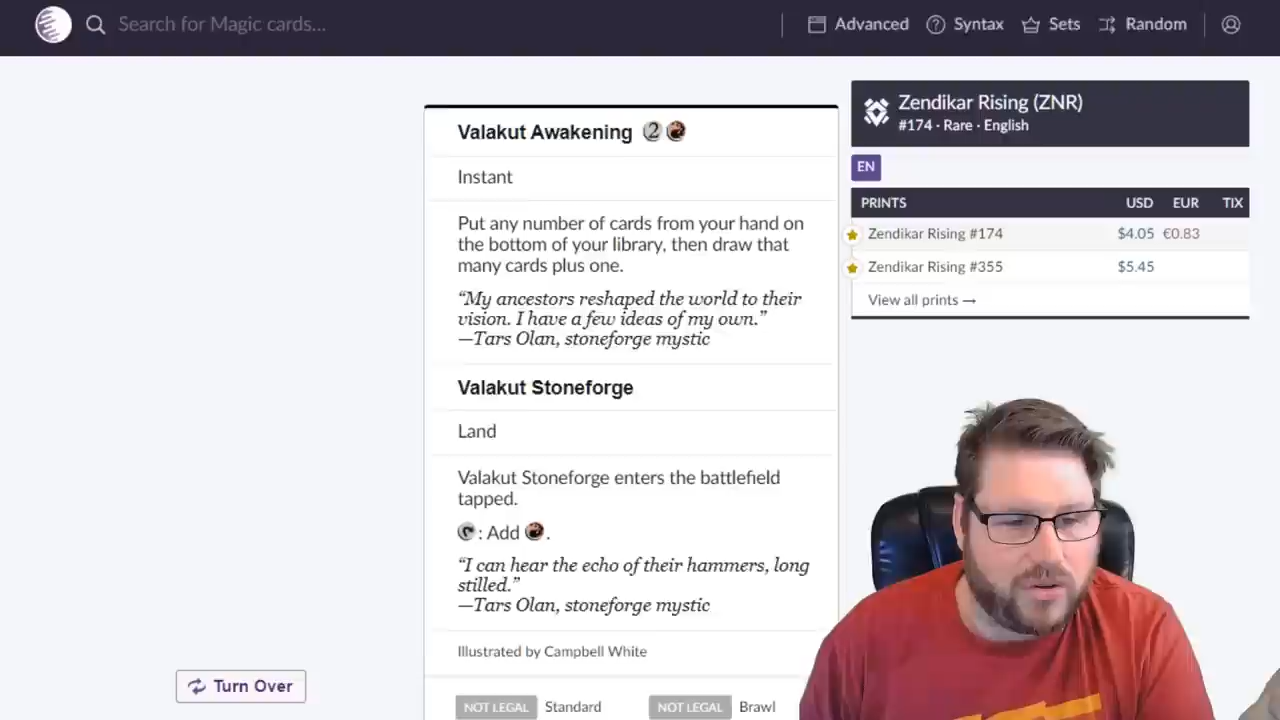 Search for Magic cards...
Advanced
Syntax
Sets
Random
Valakut Awakening 2
Instant
Put any number of cards from your hand on
the bottom of your library, then draw that
many cards plus one.
“My ancestors reshaped the world to their
vision. I have a few ideas of my own.”
—Tars Olan, stoneforge mystic
Valakut Stoneforge
Land
Valakut Stoneforge enters the battlefield
tapped.
: Add .
“I can hear the echo of their hammers, long
stilled.”
—Tars Olan, stoneforge mystic
Illustrated by Campbell White
NOT LEGAL Standard NOT LEGAL Brawl
Turn Over
Zendikar Rising (ZNR)
#174 · Rare · English
EN
PRINTS USD EUR TIX
Zendikar Rising #174 $4.05 €0.83
Zendikar Rising #355 $5.45
View all prints →